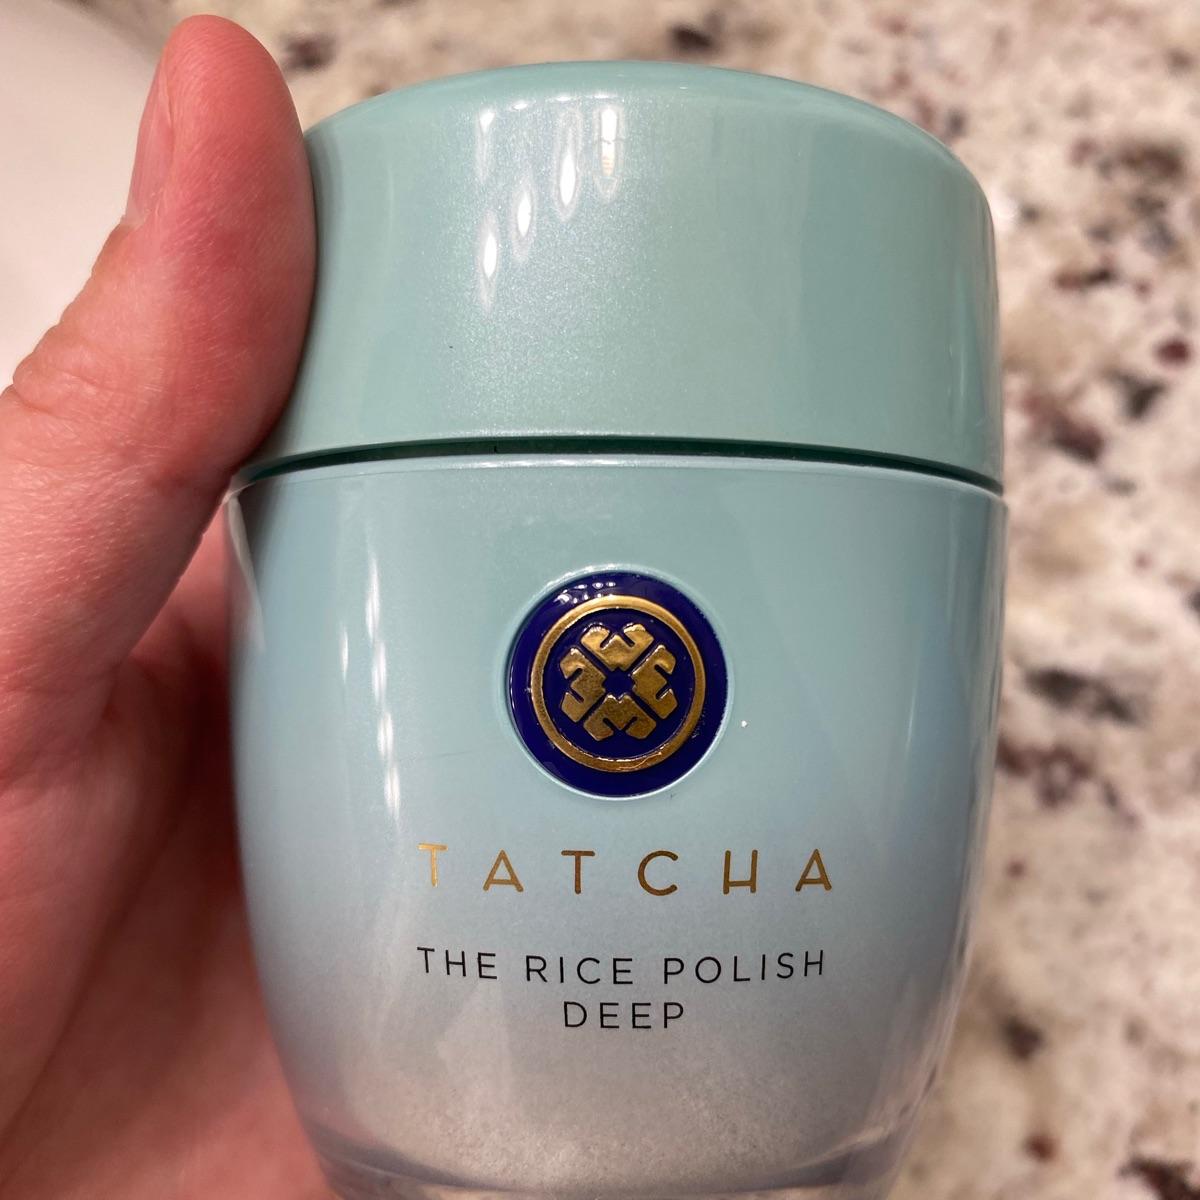 TATCHA
THE RICE POLISH
DEEP